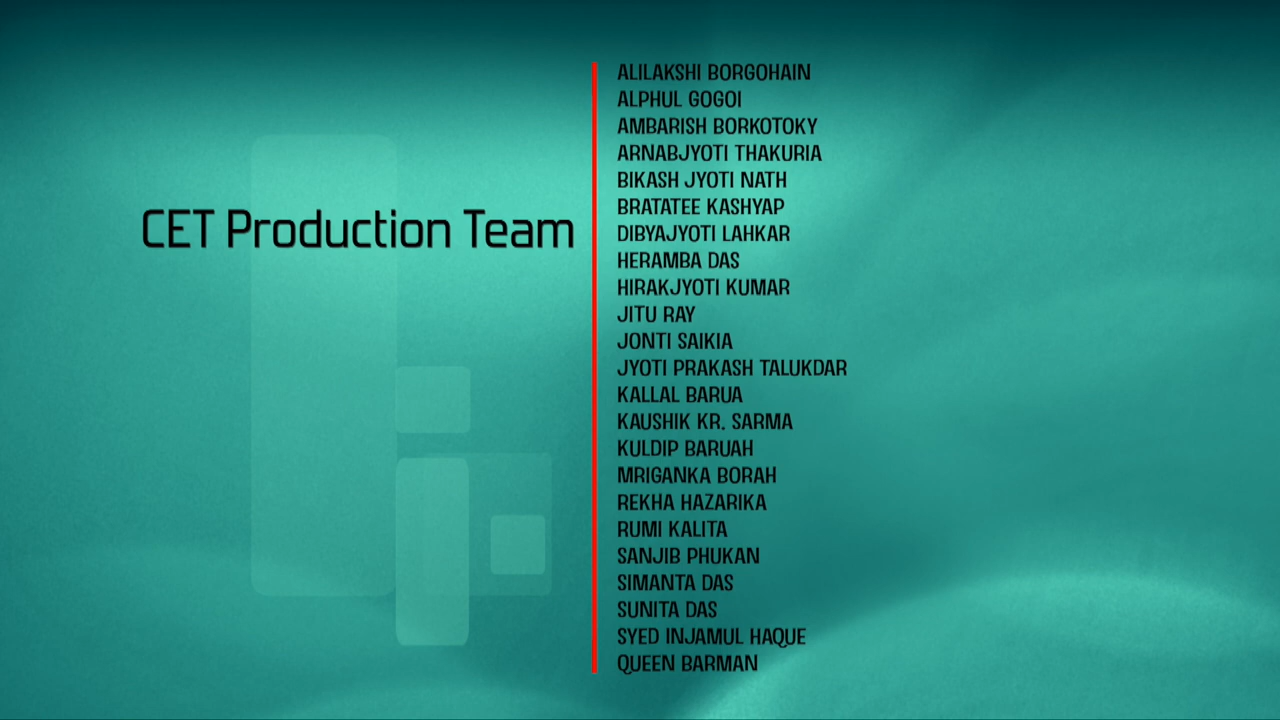 CET Production Team
ALILAKSHI BORGOHAIN
ALPHUL GOGOI
AMBARISH BORKOTOKY
ARNABJYOTI THAKURIA
BIKASH JYOTI NATH
BRATATEE KASHYAP
DIBYAJYOTI LAHKAR
HERAMBA DAS
HIRAKJYOTI KUMAR
JITU RAY
JONTI SAIKIA
JYOTI PRAKASH TALUKDAR
KALLAL BARUA
KAUSHIK KR. SARMA
KULDIP BARUAH
MRIGANKA BORAH
REKHA HAZARIKA
RUMI KALITA
SANJIB PHUKAN
SIMANTA DAS
SUNITA DAS
SYED INJAMUL HAQUE
QUEEN BARMAN